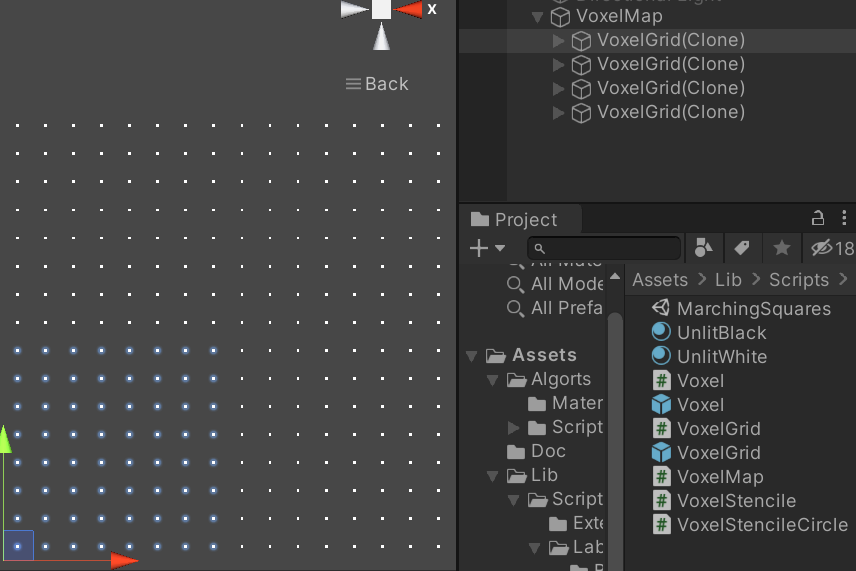 x
Back
VoxelMap
VoxelGrid(Clone)
VoxelGrid(Clone)
VoxelGrid(Clone)
VoxelGrid(Clone)
Project
18
All Mate
All Mode
All Prefa
Assets
Algorts
Mater
Script
Doc
Lib
Script
Exte
Lab
Assets > Lib > Scripts >
MarchingSquares
UnlitBlack
UnlitWhite
Voxel
Voxel
VoxelGrid
VoxelGrid
VoxelMap
VoxelStencile
VoxelStencileCircle